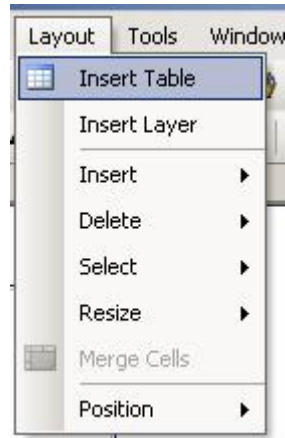 Layout Tools Window
Insert Table
Insert Layer
Insert
Delete
Select
Resize
Merge Cells
Position